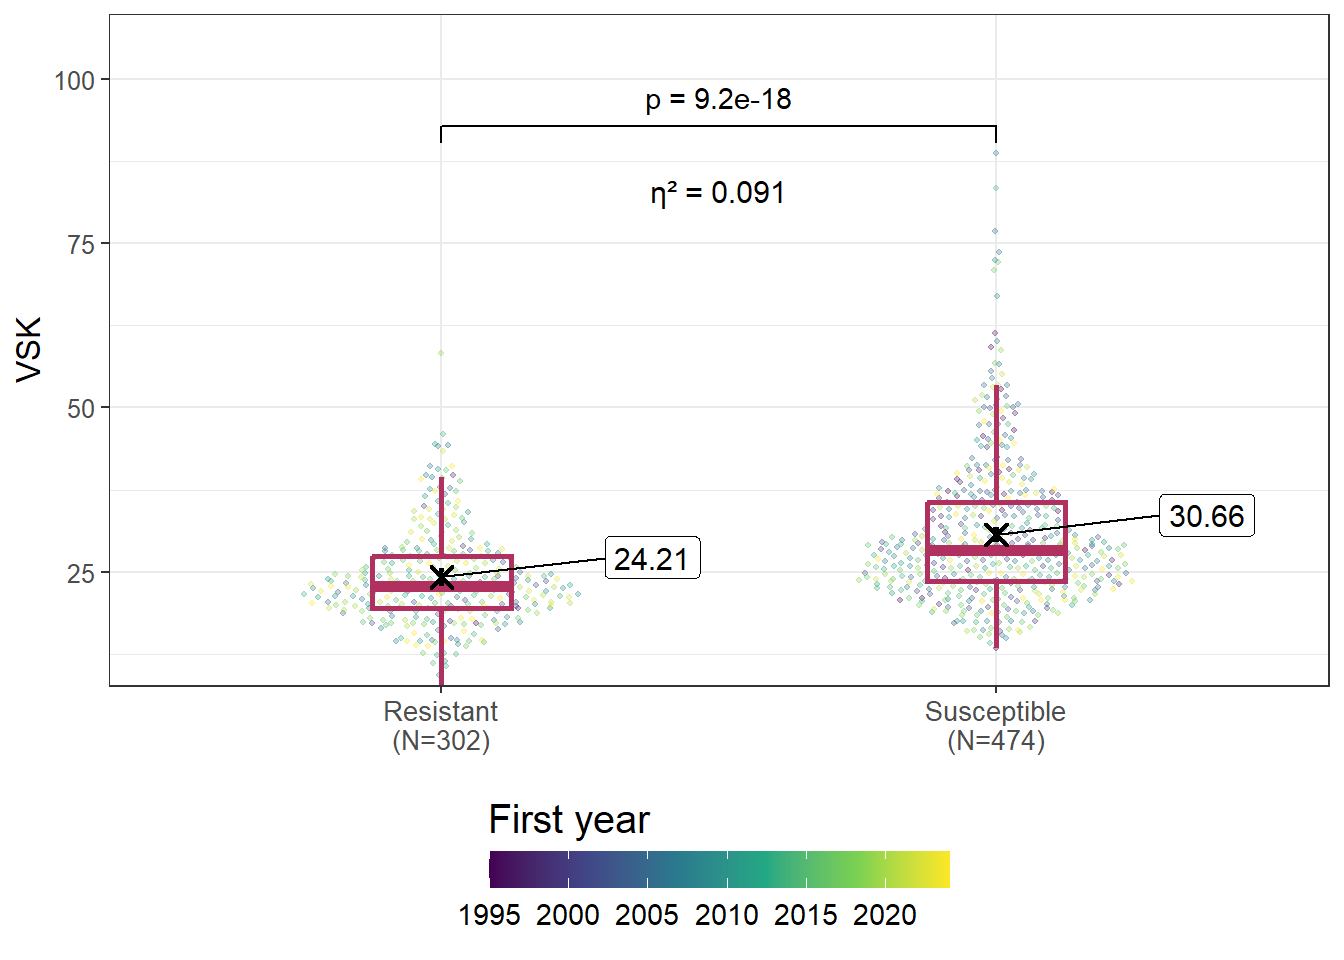 VSK
100
75
50
25
p = 9.2e-18
η² = 0.091
24.21
30.66
Resistant
(N=302)
Susceptible
(N=474)
First year
1995 2000 2005 2010 2015 2020